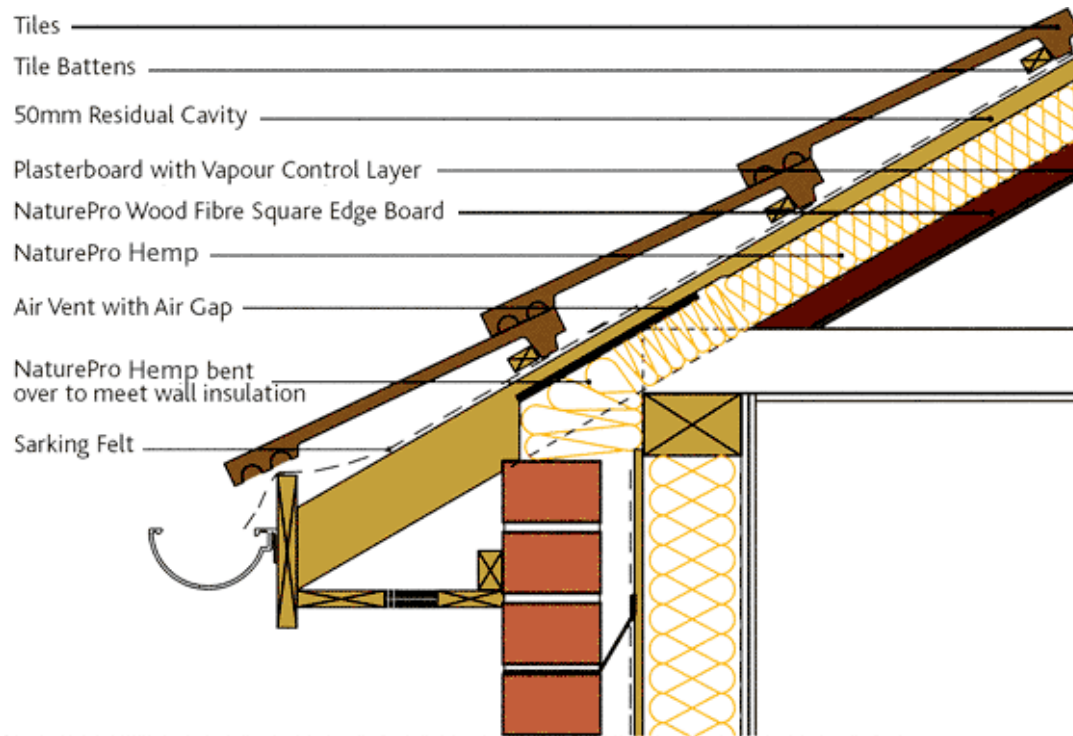 Tiles
Tile Battens
50mm Residual Cavity
Plasterboard with Vapour Control Layer
NaturePro Wood Fibre Square Edge Board
NaturePro Hemp
Air Vent with Air Gap
NaturePro Hemp bent
over to meet wall insulation
Sarking Felt